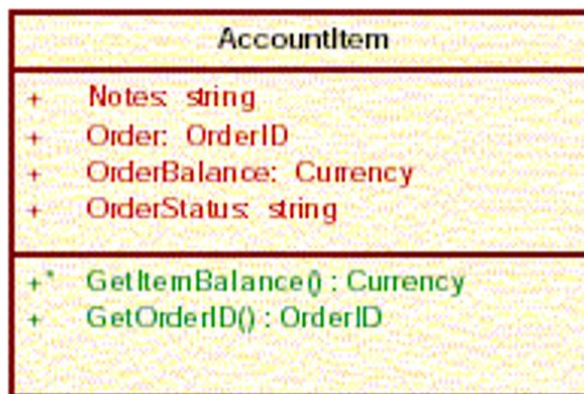 AccountItem
+ Notes: string
+ Order: OrderID
+ OrderBalance: Currency
+ OrderStatus: string
+* GetItemBalance() : Currency
+ GetOrderID() : OrderID